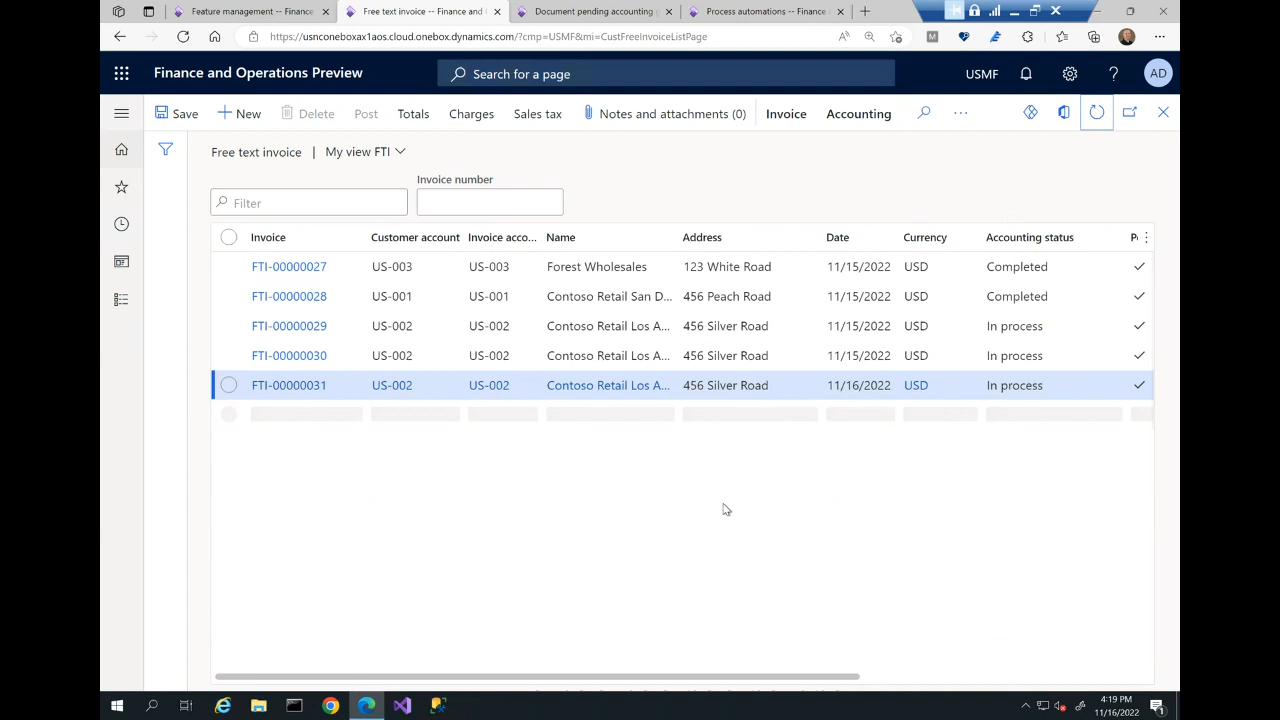 Feature management -- Finance
Free text invoice -- Finance and
Document pending accounting
Process automations -- Finance
https://usnconeboxax1aos.cloud.onebox.dynamics.com/?cmp=USMF&mi=CustFreeInvoiceListPage
Finance and Operations Preview
Search for a page
USMF
AD
Save
New
Delete
Post
Totals
Charges
Sales tax
Notes and attachments (0)
Invoice
Accounting
Free text invoice | My view FTI
Invoice number
Filter
Invoice Customer account Invoice acco... Name Address Date Currency Accounting status
FTI-00000027 US-003 US-003 Forest Wholesales 123 White Road 11/15/2022 USD Completed
FTI-00000028 US-001 US-001 Contoso Retail San D... 456 Peach Road 11/15/2022 USD Completed
FTI-00000029 US-002 US-002 Contoso Retail Los A... 456 Silver Road 11/15/2022 USD In process
FTI-00000030 US-002 US-002 Contoso Retail Los A... 456 Silver Road 11/15/2022 USD In process
FTI-00000031 US-002 US-002 Contoso Retail Los A... 456 Silver Road 11/16/2022 USD In process
4:19 PM
11/16/2022